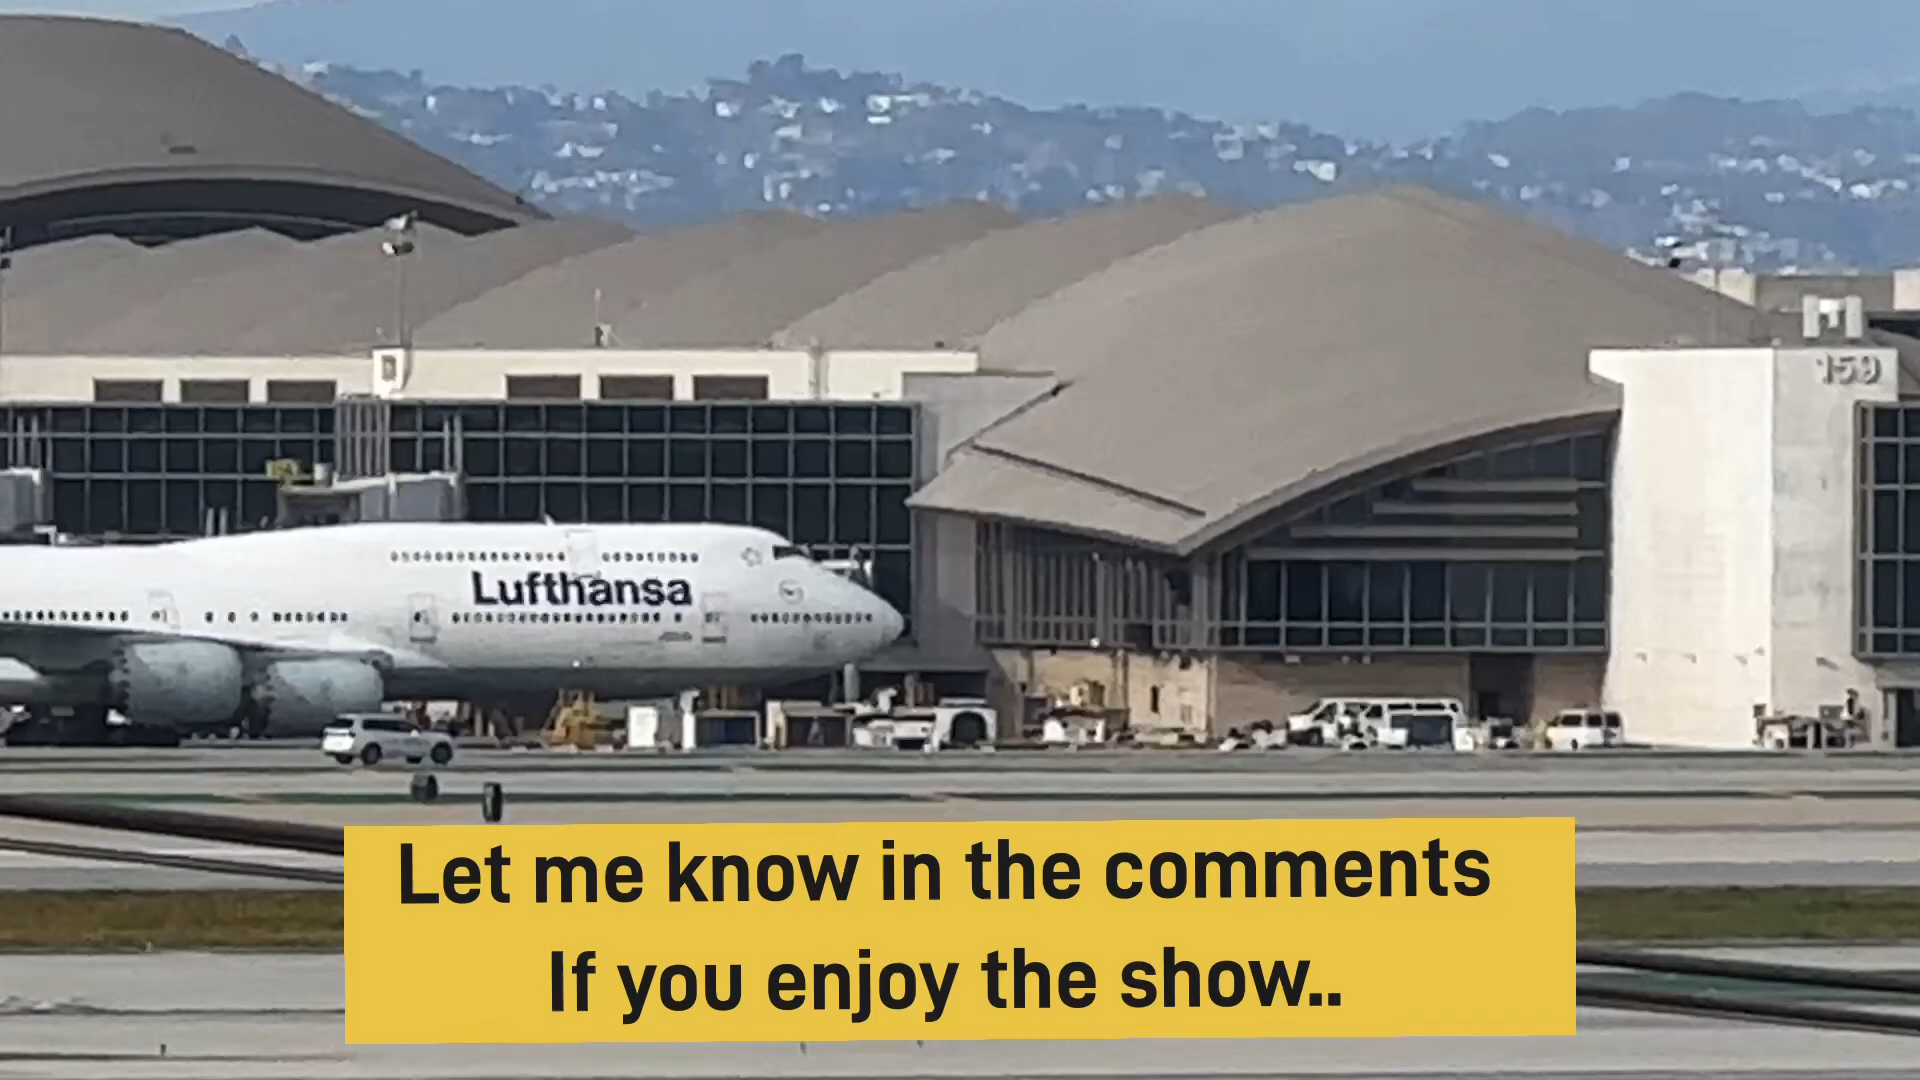 159
Lufthansa
Let me know in the comments
If you enjoy the show..